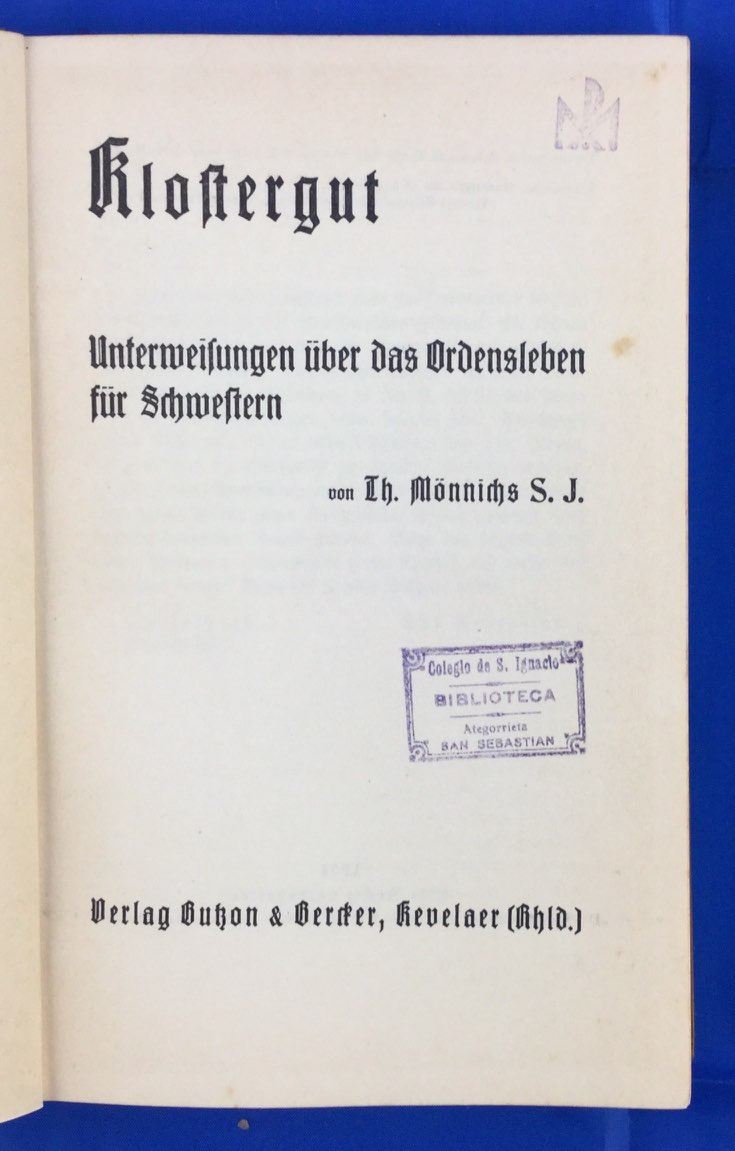 Klostergut
Unterweisungen über das Ordensleben
für Schwestern
von Th. Mönnichs S. J.
Colegio de S. Ignacio
BIBLIOTECA
Ategorrieta
SAN SEBASTIAN
Verlag Butzon & Bercker, Kevelaer (Rhld.)